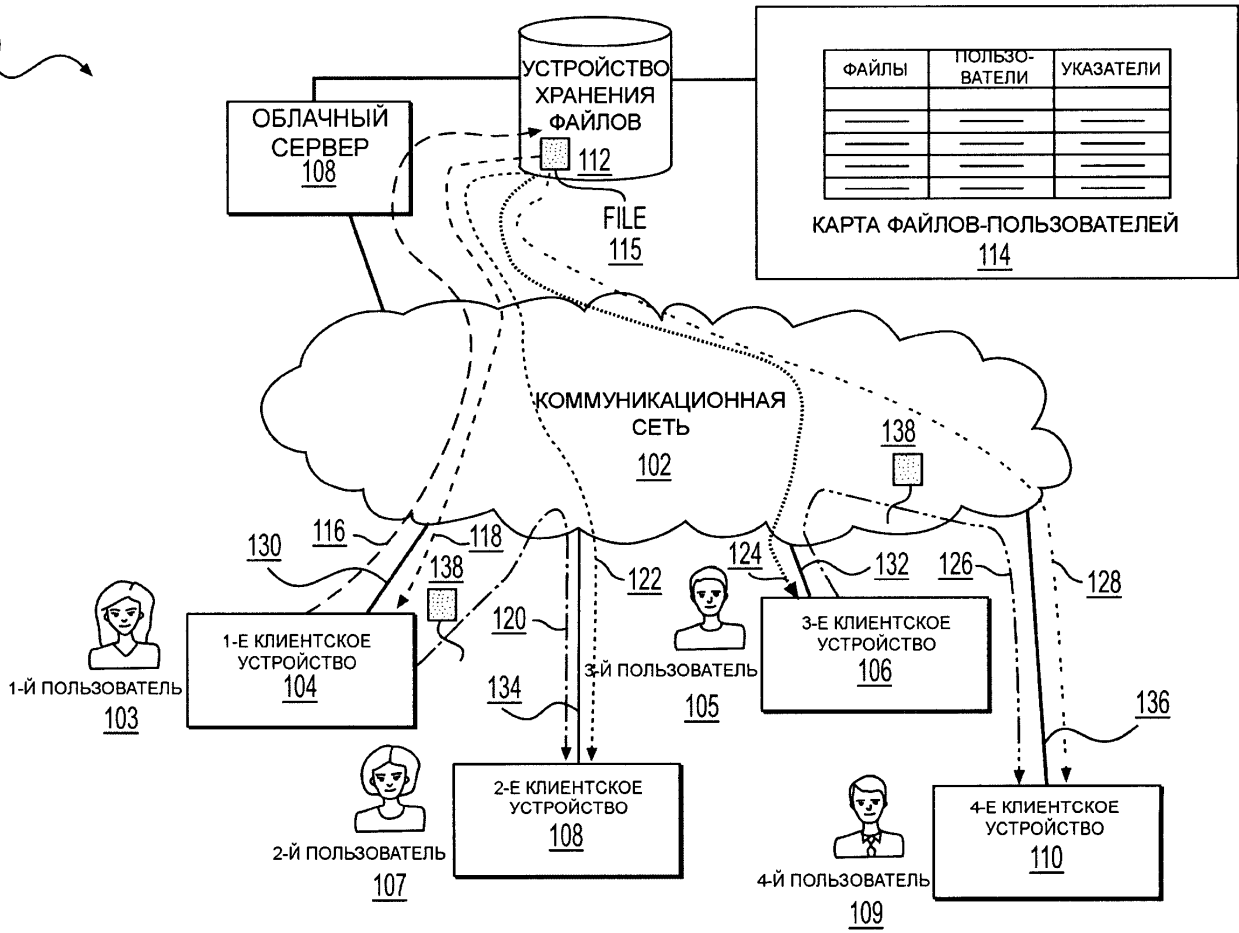 УСТРОЙСТВО
ХРАНЕНИЯ
ФАЙЛОВ
112
FILE
115
ОБЛАЧНЫЙ
СЕРВЕР
108
ФАЙЛЫ
ПОЛЬЗО-
ВАТЕЛИ
УКАЗАТЕЛИ
КАРТА ФАЙЛОВ-ПОЛЬЗОВАТЕЛЕЙ
114
КОММУНИКАЦИОННАЯ
СЕТЬ
102
138
116
118
130
138
120
122
124
132
126
128
1-Е КЛИЕНТСКОЕ
УСТРОЙСТВО
104
1-Й ПОЛЬЗОВАТЕЛЬ
103
3-Е КЛИЕНТСКОЕ
УСТРОЙСТВО
106
3-Й ПОЛЬЗОВАТЕЛЬ
105
134
136
2-Е КЛИЕНТСКОЕ
УСТРОЙСТВО
108
2-Й ПОЛЬЗОВАТЕЛЬ
107
4-Е КЛИЕНТСКОЕ
УСТРОЙСТВО
110
4-Й ПОЛЬЗОВАТЕЛЬ
109